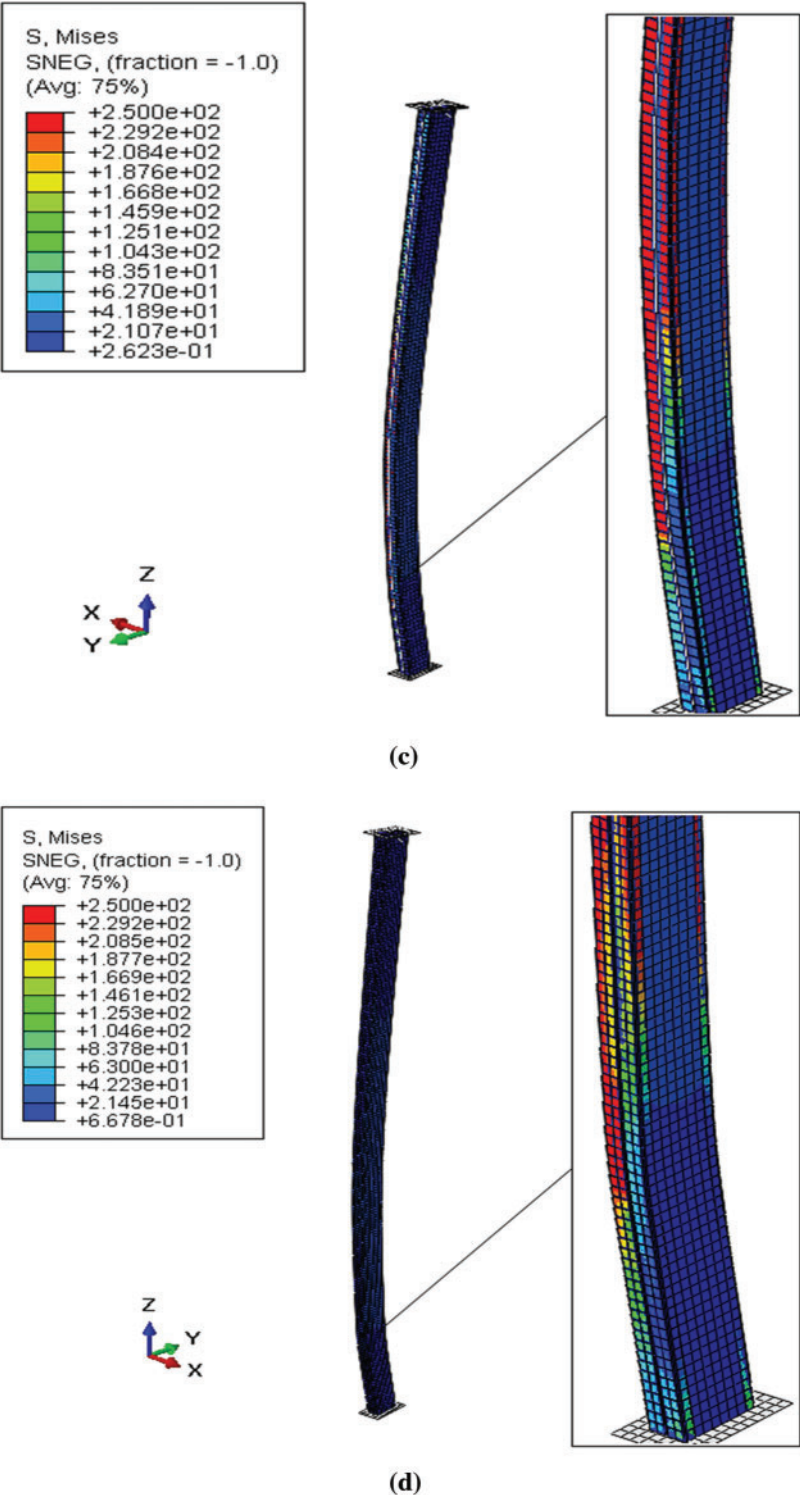 S, Mises
SNEG, (fraction = -1.0)
(Avg: 75%)
+2.500e+02
+2.292e+02
+2.084e+02
+1.876e+02
+1.668e+02
+1.459e+02
+1.251e+02
+1.043e+02
+8.351e+01
+6.270e+01
+4.189e+01
+2.107e+01
+2.623e-01
Z
X
Y
(c)
S, Mises
SNEG, (fraction = -1.0)
(Avg: 75%)
+2.500e+02
+2.292e+02
+2.085e+02
+1.877e+02
+1.669e+02
+1.461e+02
+1.253e+02
+1.046e+02
+8.378e+01
+6.300e+01
+4.223e+01
+2.145e+01
+6.678e-01
Z
Y
X
(d)